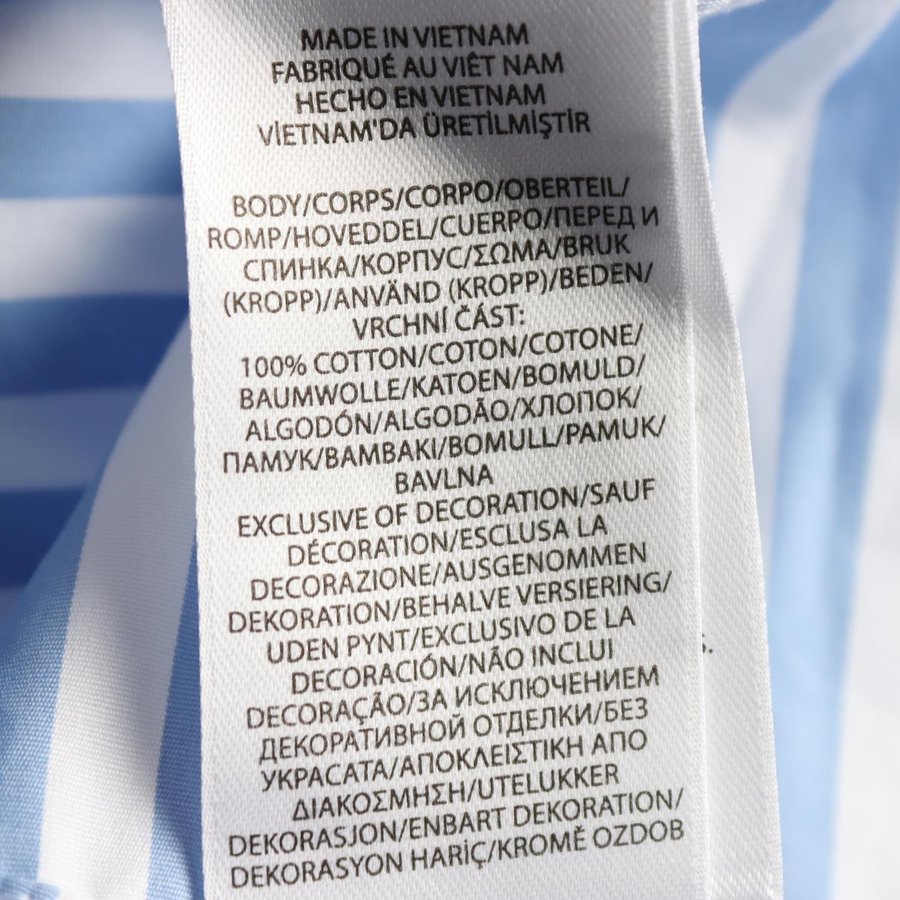 MADE IN VIETNAM
FABRIQUÉ AU VIÊT NAM
HECHO EN VIETNAM
VİETNAM'DA ÜRETİLMİŞTİR
BODY/CORPS/CORPO/OBERTEIL/
ROMP/HOVEDDEL/CUERPO/ПЕРЕД И
СПИНКА/КОРПУС/ΣΩΜΑ/BRUK
(KROPP)/ANVÄND (KROPP)/BEDEN/
VRCHNÍ ČÁST:
100% COTTON/COTON/COTONE/
BAUMWOLLE/KATOEN/BOMULD/
ALGODÓN/ALGODÃO/ХЛОПОК/
ПАМУК/BAMBAKI/BOMULL/PAMUK/
BAVLNA
EXCLUSIVE OF DECORATION/SAUF
DÉCORATION/ESCLUSA LA
DECORAZIONE/AUSGENOMMEN
DEKORATION/BEHALVE VERSIERING/
UDEN PYNT/EXCLUSIVO DE LA
DECORACIÓN/NÃO INCLUI
DECORAÇÃO/ЗА ИСКЛЮЧЕНИЕМ
ДЕКОРАТИВНОЙ ОТДЕЛКИ/БЕЗ
УКРАСАТА/ΑΠΟΚΛΕΙΣΤΙΚΗ ΑΠΟ
ΔΙΑΚΟΣΜΗΣΗ/UTELUKKER
DEKORASJON/ENBART DEKORATION/
DEKORASYON HARİÇ/KROMĚ OZDOB